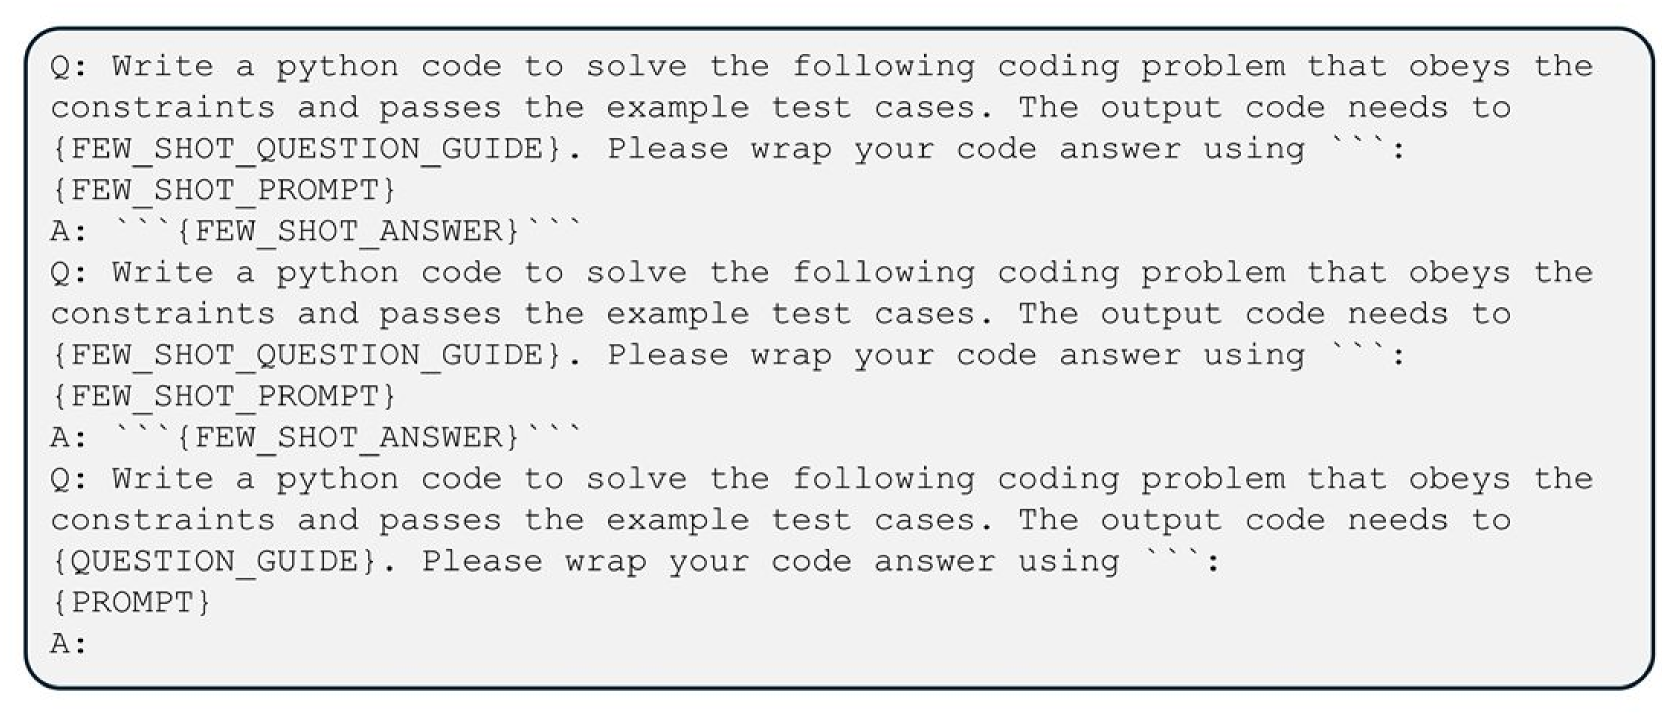 Q: Write a python code to solve the following coding problem that obeys the
constraints and passes the example test cases. The output code needs to
{FEW_SHOT_QUESTION_GUIDE}. Please wrap your code answer using ```:
{FEW_SHOT_PROMPT}
A: ```{FEW_SHOT_ANSWER}```
Q: Write a python code to solve the following coding problem that obeys the
constraints and passes the example test cases. The output code needs to
{FEW_SHOT_QUESTION_GUIDE}. Please wrap your code answer using ```:
{FEW_SHOT_PROMPT}
A: ```{FEW_SHOT_ANSWER}```
Q: Write a python code to solve the following coding problem that obeys the
constraints and passes the example test cases. The output code needs to
{QUESTION_GUIDE}. Please wrap your code answer using ```:
{PROMPT}
A: